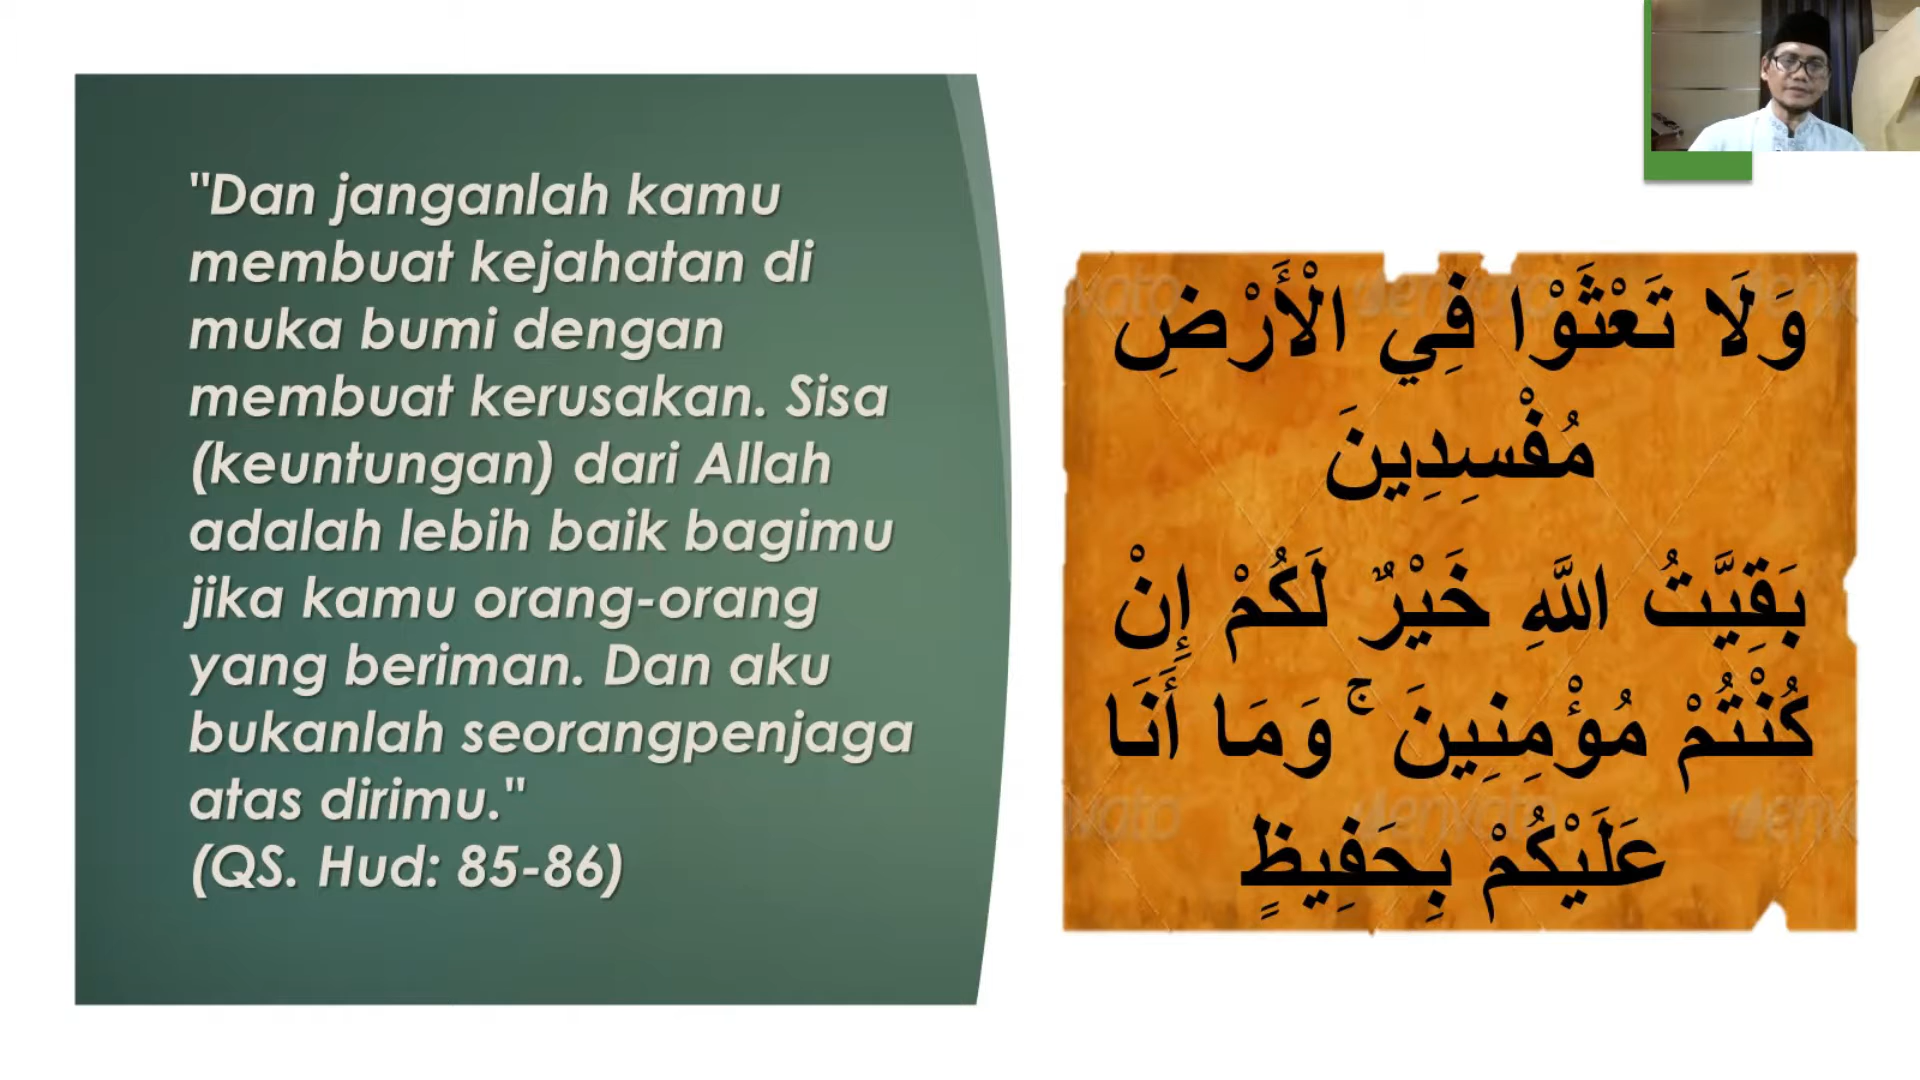 "Dan janganlah kamu
membuat kejahatan di
muka bumi dengan
membuat kerusakan. Sisa
(keuntungan) dari Allah
adalah lebih baik bagimu
jika kamu orang-orang
yang beriman. Dan aku
bukanlah seorangpenjaga
atas dirimu."
(QS. Hud: 85-86)
وَلَا تَعْثَوْا فِي الْأَرْضِ
مُفْسِدِينَ
بَقِيَّتُ اللَّهِ خَيْرٌ لَكُمْ إِنْ
كُنْتُمْ مُؤْمِنِينَ ۚ وَمَا أَنَا
عَلَيْكُمْ بِحَفِيظٍ